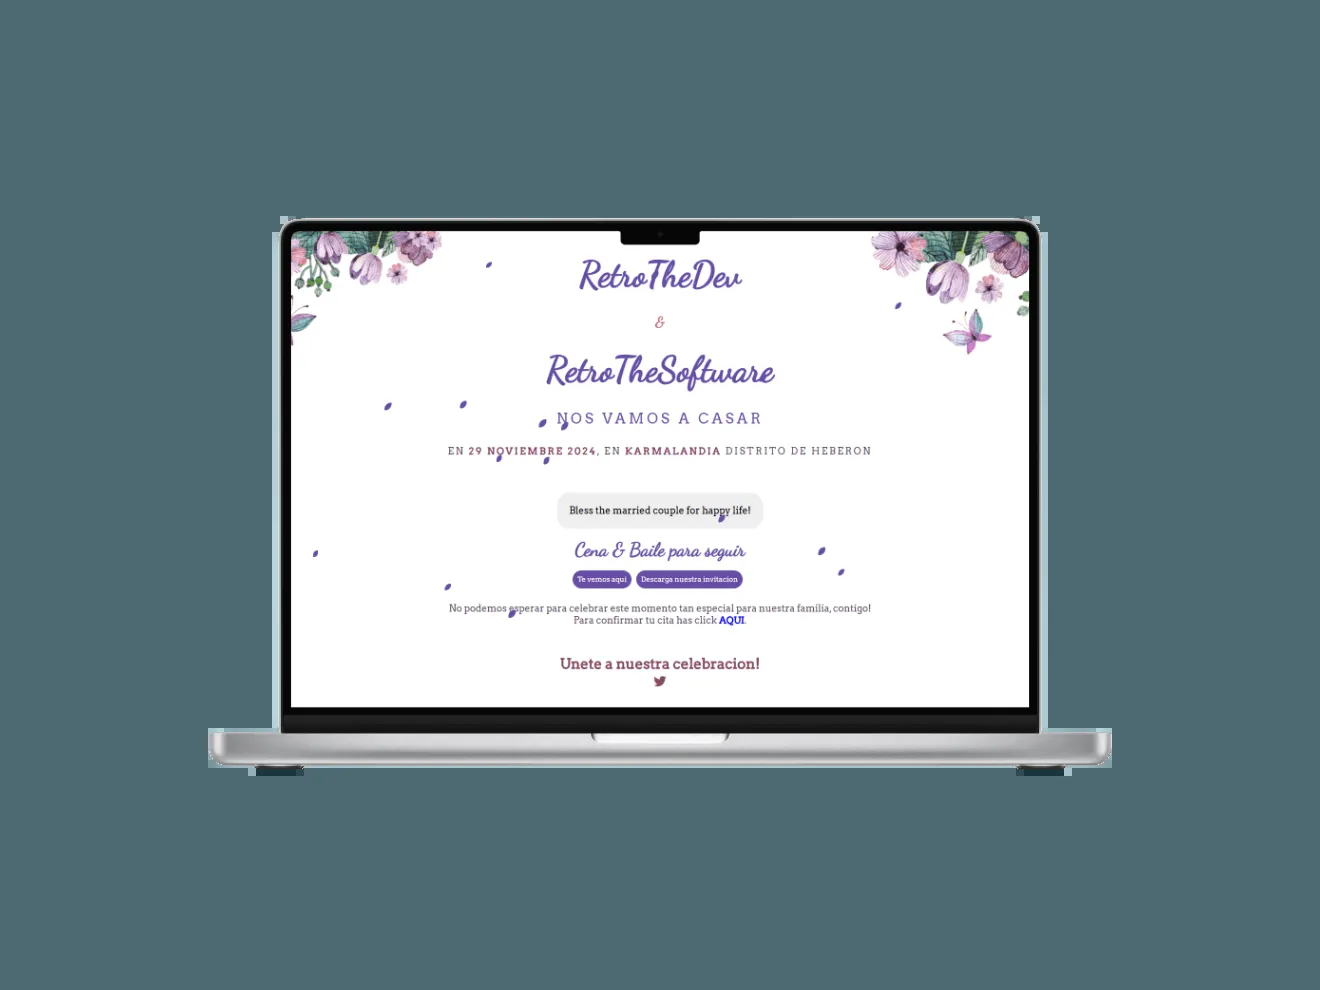 RetroTheDev
&
RetroTheSoftware
NOS VAMOS A CASAR
EN 29 NOVIEMBRE 2024, EN KARMALANDIA DISTRITO DE HEBERON
Bless the married couple for happy life!
Cena & Baile para seguir
Te vemos aqui Descarga nuestra invitacion
No podemos esperar para celebrar este momento tan especial para nuestra familia, contigo!
Para confirmar tu cita has click AQUI.
Unete a nuestra celebracion!